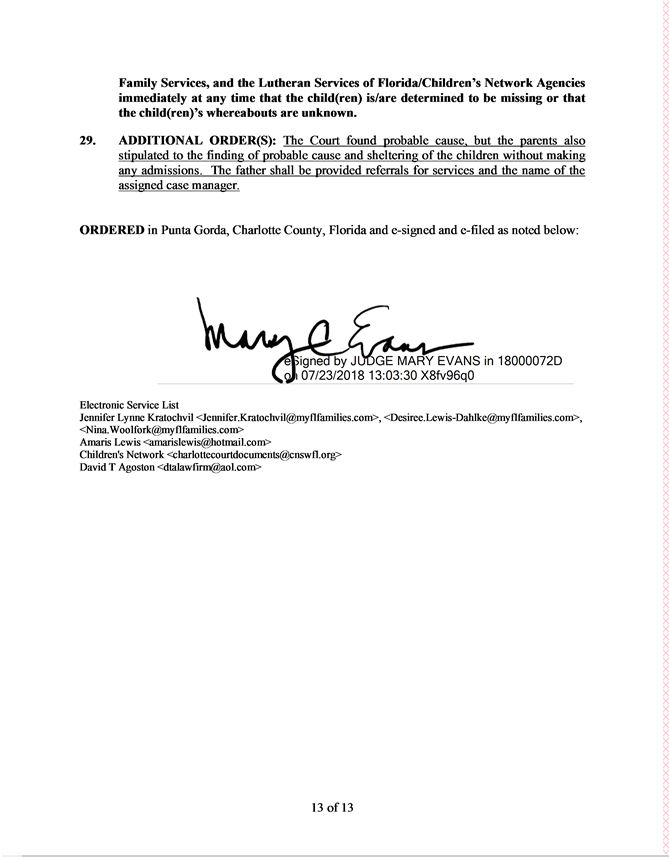 Family Services, and the Lutheran Services of Florida/Children's Network Agencies
immediately at any time that the child(ren) is/are determined to be missing or that
the child(ren)'s whereabouts are unknown.
29. ADDITIONAL ORDER(S): The Court found probable cause, but the parents also
stipulated to the finding of probable cause and sheltering of the children without making
any admissions. The father shall be provided referrals for services and the name of the
assigned case manager.
ORDERED in Punta Gorda, Charlotte County, Florida and e-signed and e-filed as noted below:
Mary C Evans
eSigned by JUDGE MARY EVANS in 18000072D
on 07/23/2018 13:03:30 X8fv96q0
Electronic Service List
Jennifer Lynne Kratochvil <Jennifer.Kratochvil@myflfamilies.com>, <Desiree.Lewis-Dahlke@myflfamilies.com>,
<Nina.Woolfork@myflfamilies.com>
Amaris Lewis <amarislewis@hotmail.com>
Children's Network <charlottecourtdocuments@cnswfl.org>
David T Agoston <dtalawfirm@aol.com>
13 of 13